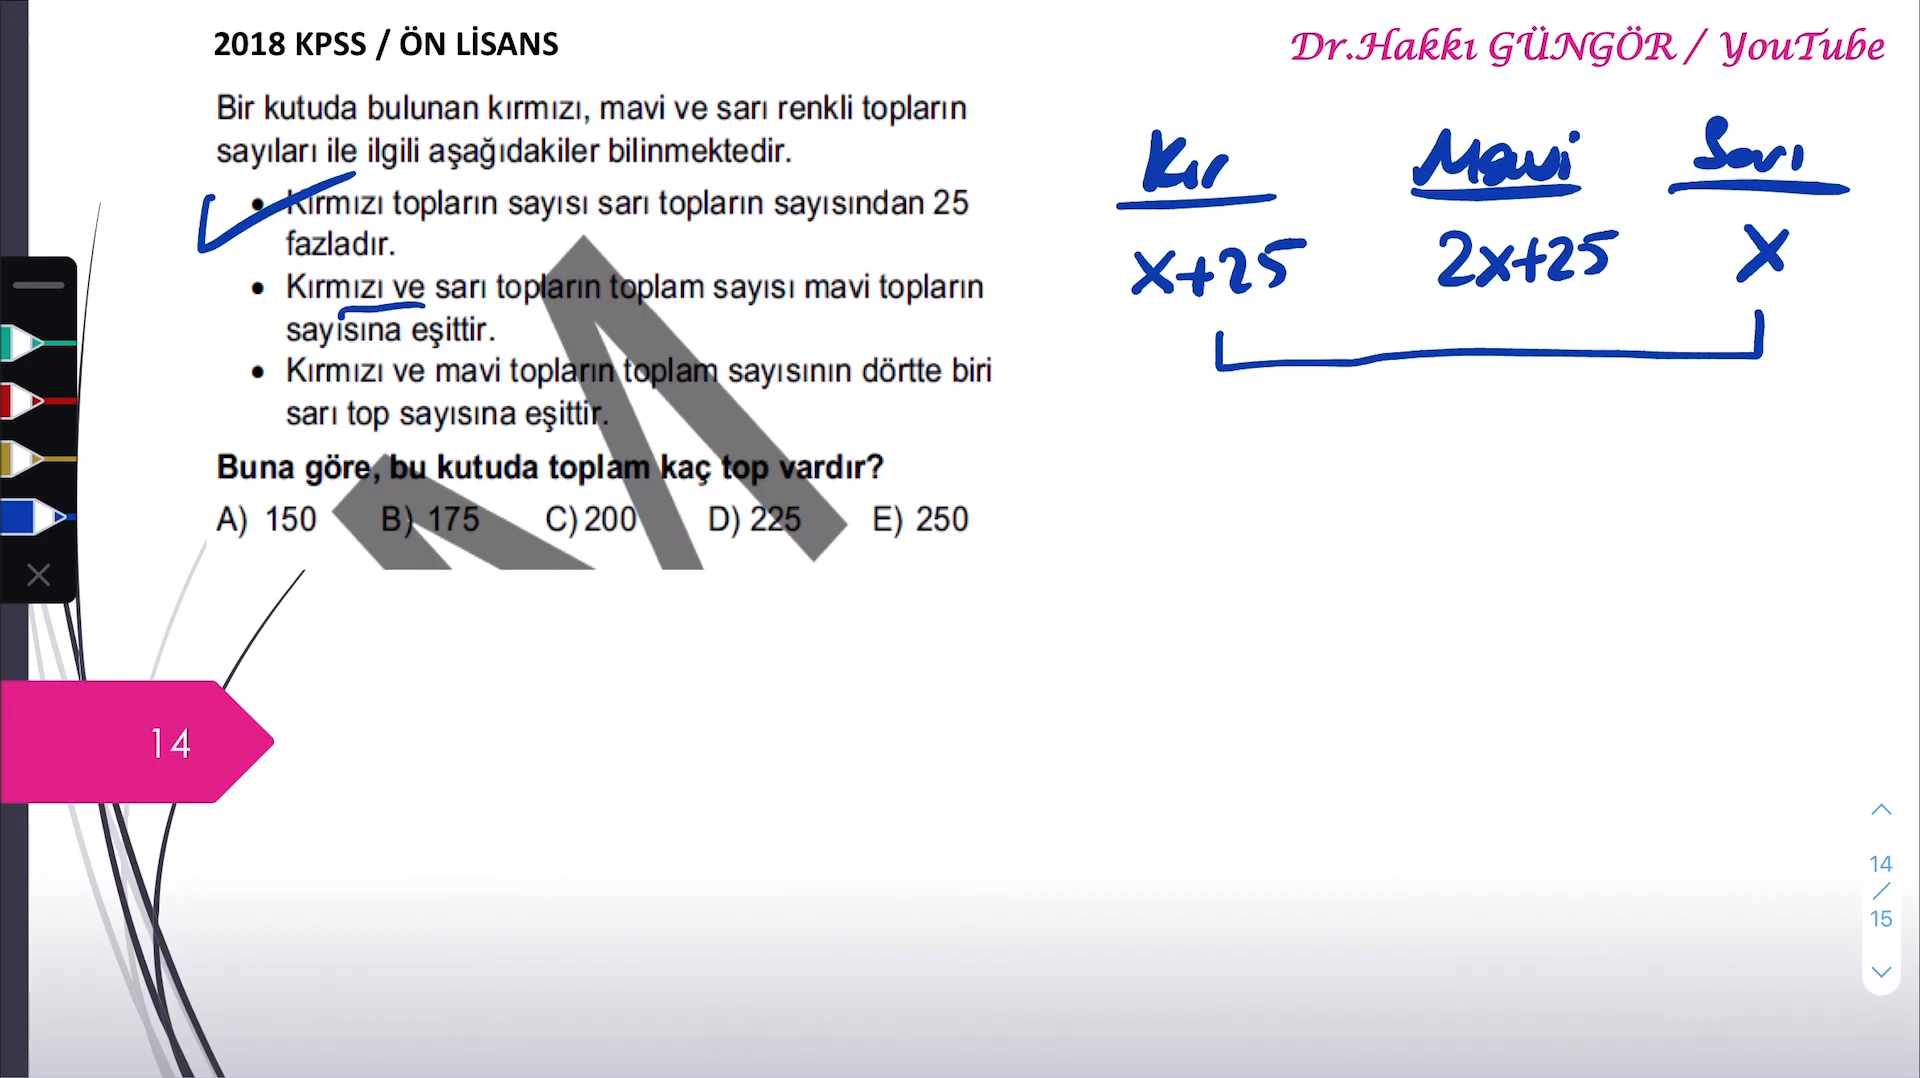 2018 KPSS / ÖN LİSANS
Dr.Hakkı GÜNGÖR / YouTube
Bir kutuda bulunan kırmızı, mavi ve sarı renkli topların
sayıları ile ilgili aşağıdakiler bilinmektedir.
• Kırmızı topların sayısı sarı topların sayısından 25
fazladır.
• Kırmızı ve sarı topların toplam sayısı mavi topların
sayısına eşittir.
• Kırmızı ve mavi topların toplam sayısının dörtte biri
sarı top sayısına eşittir.
Buna göre, bu kutuda toplam kaç top vardır?
A) 150 B) 175 C) 200 D) 225 E) 250
Kır Mavi Sarı
x+25 2x+25 x
14
14
/
15